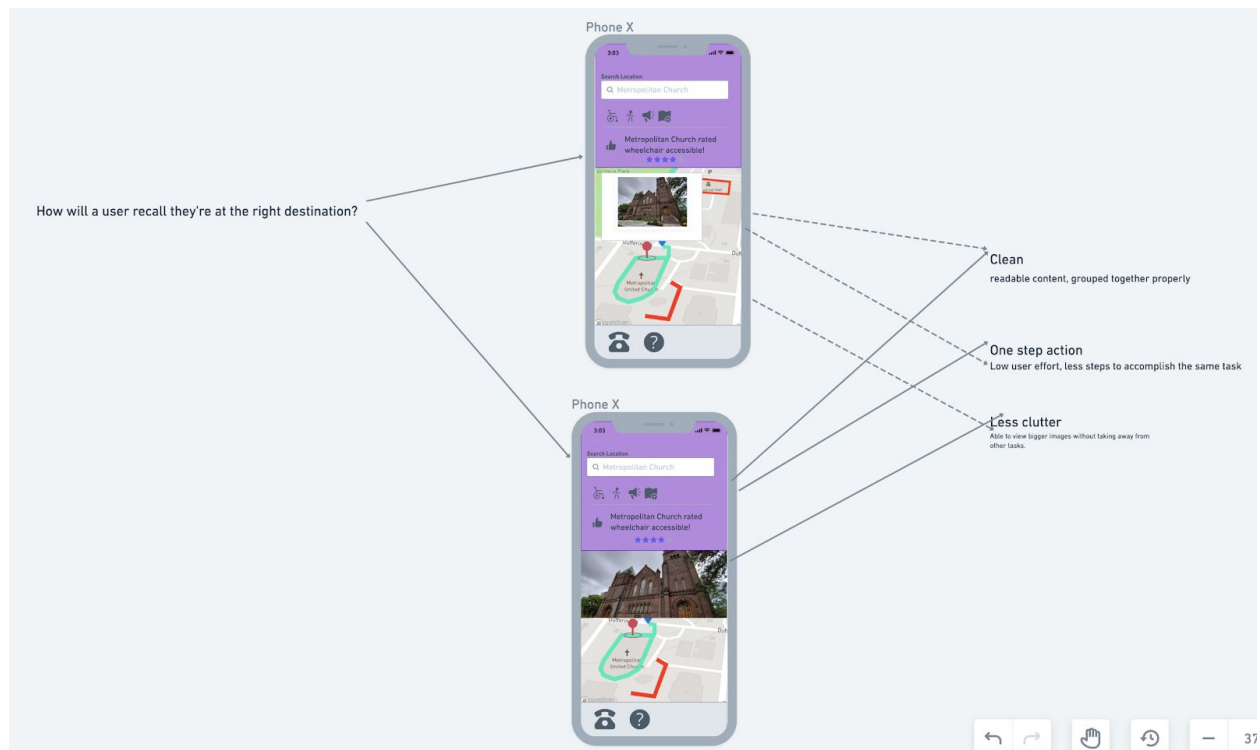 Phone X
3:03
Search Location
Metropolitan Church
Metropolitan Church rated
wheelchair accessible!
P
Metropolitan
United Church
?
How will a user recall they're at the right destination?
Clean
readable content, grouped together properly
One step action
Low user effort, less steps to accomplish the same task
Less clutter
Able to view bigger images without taking away from
other tasks.
Phone X
3:03
Search Location
Metropolitan Church
Metropolitan Church rated
wheelchair accessible!
Metropolitan
United Church
?